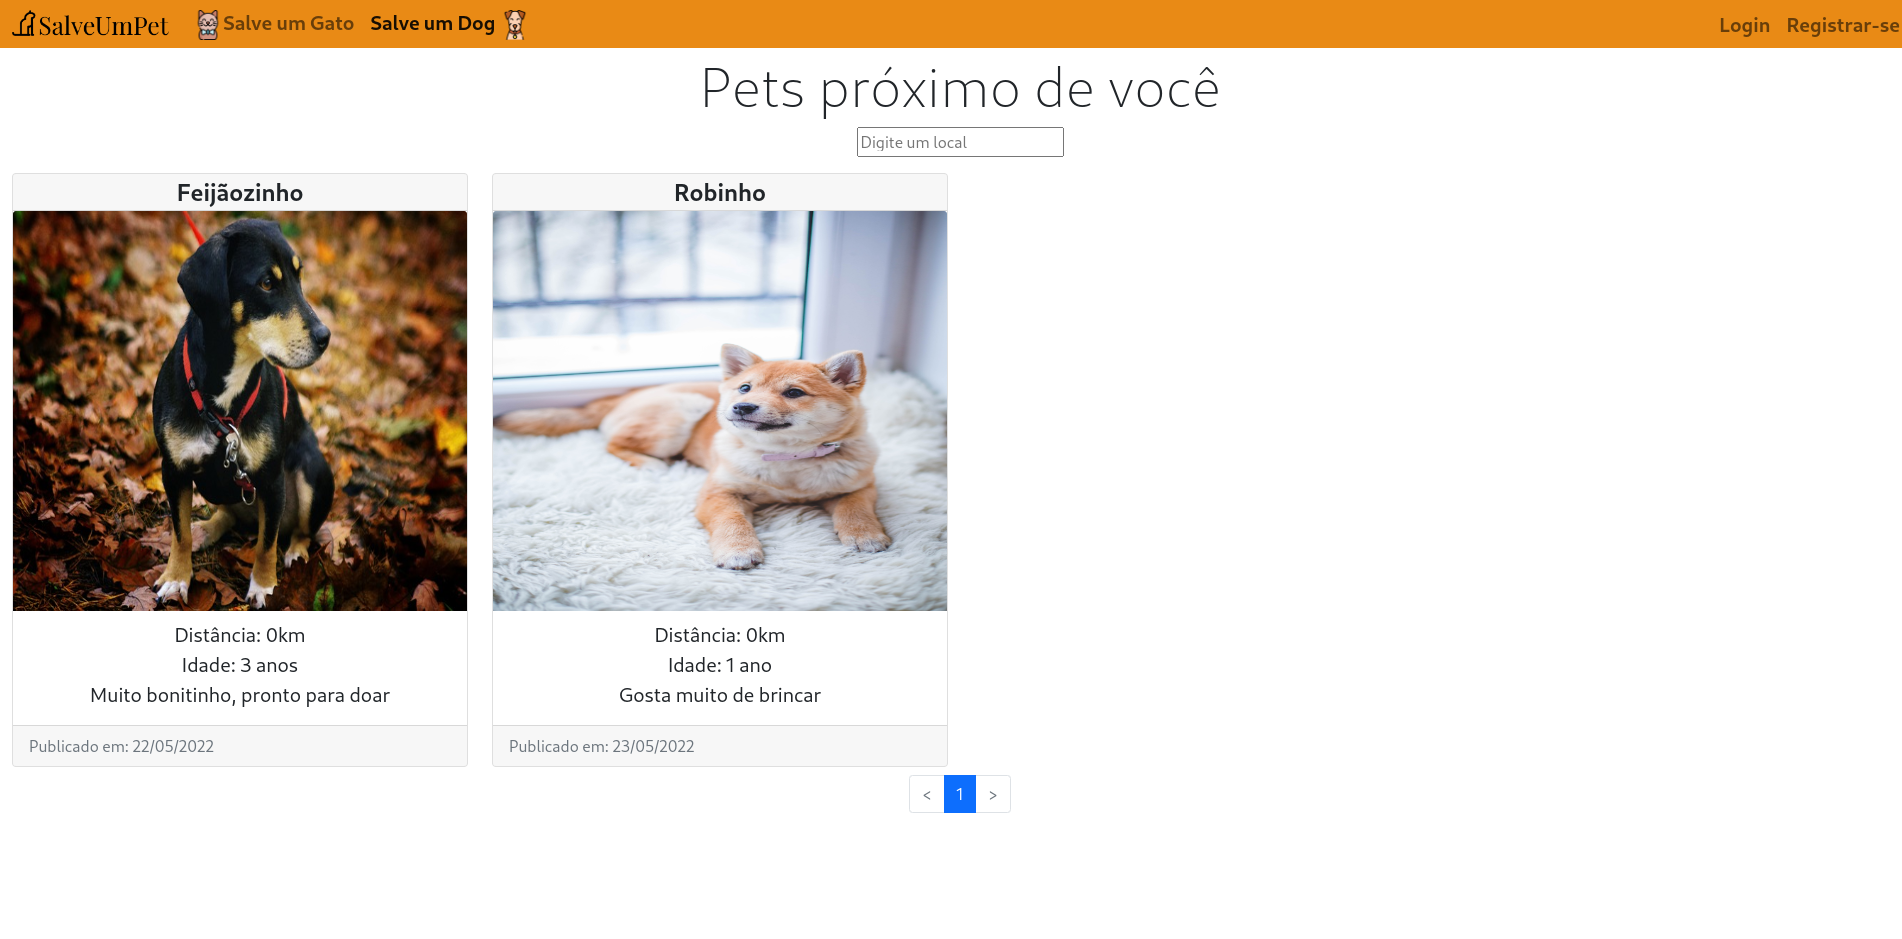 SalveUmPet
Salve um Gato
Salve um Dog
Login
Registrar-se
Pets próximo de você
Digite um local
Feijãozinho
Distância: 0km
Idade: 3 anos
Muito bonitinho, pronto para doar
Publicado em: 22/05/2022
Robinho
Distância: 0km
Idade: 1 ano
Gosta muito de brincar
Publicado em: 23/05/2022
< 1 >